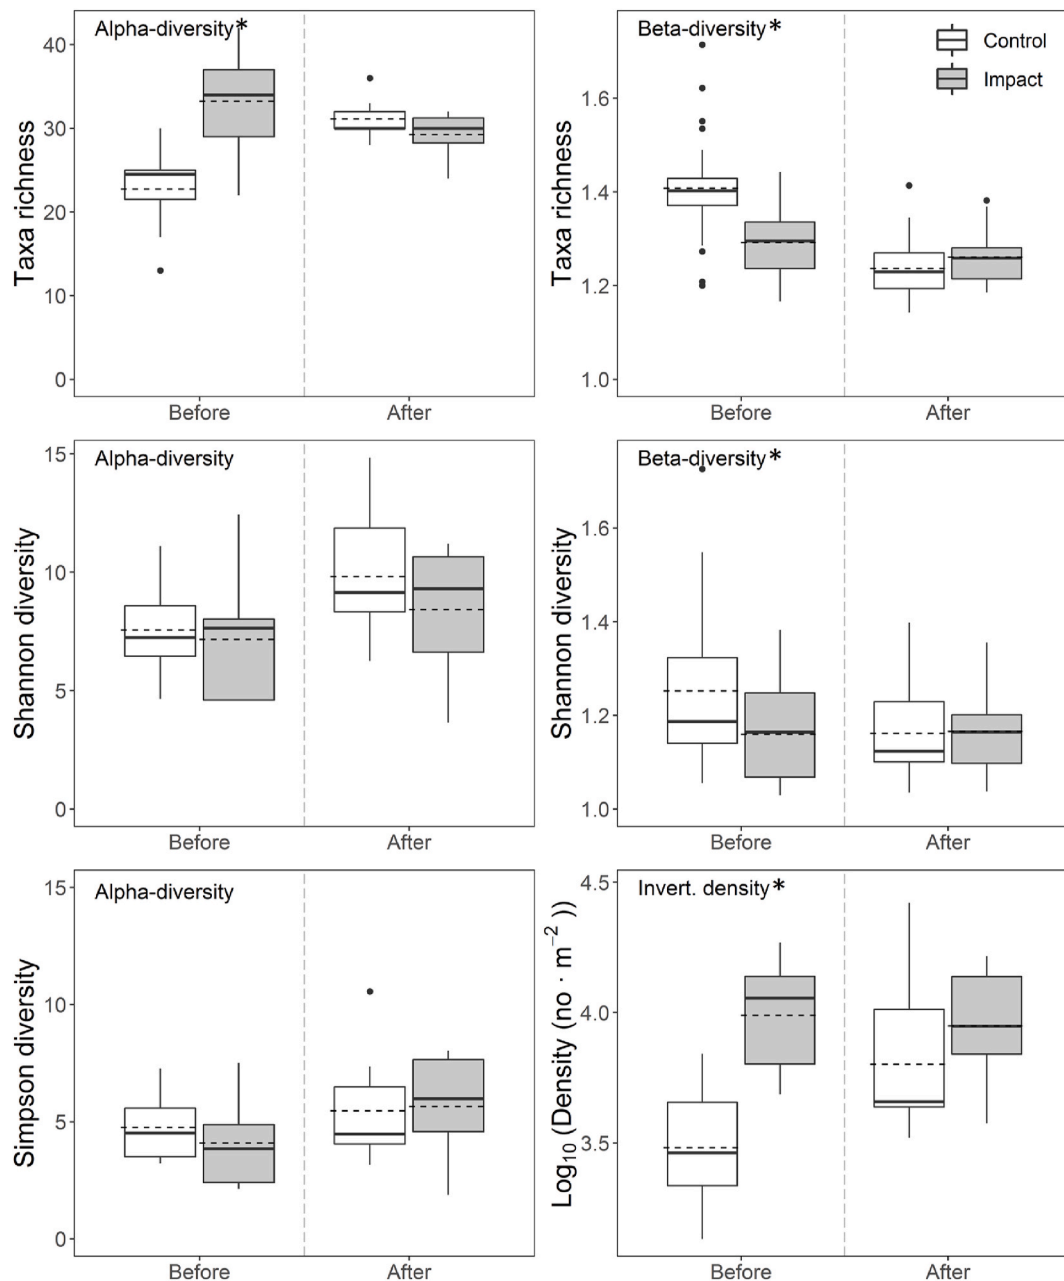 Alpha-diversity*
Taxa richness
40
30
20
10
0
Before
After
Beta-diversity*
Control
Impact
Taxa richness
1.6
1.4
1.2
1.0
Before
After
Alpha-diversity
Shannon diversity
15
10
5
0
Before
After
Beta-diversity*
Shannon diversity
1.6
1.4
1.2
1.0
Before
After
Alpha-diversity
Simpson diversity
15
10
5
0
Before
After
Invert. density*
Log₁₀(Density (no · m⁻²))
4.5
4.0
3.5
Before
After